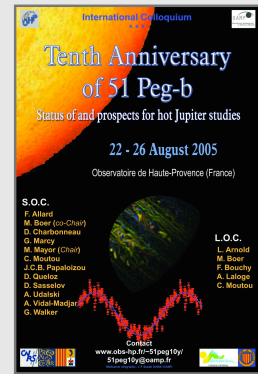 International Colloquium
Tenth Anniversary
of 51 Peg-b
Status of and prospects for hot Jupiter studies
22 - 26 August 2005
Observatoire de Haute-Provence (France)
S.O.C.
F. Allard
M. Boer (co-Chair)
D. Charbonneau
G. Marcy
M. Mayor (Chair)
C. Moutou
J.C.B. Papaloizou
D. Queloz
D. Sasselov
A. Udalski
A. Vidal-Madjar
G. Walker
L.O.C.
L. Arnold
M. Boer
F. Bouchy
A. Laloge
C. Moutou
Contact
www.obs-hp.fr/~51peg10y/
51peg10y@oamp.fr